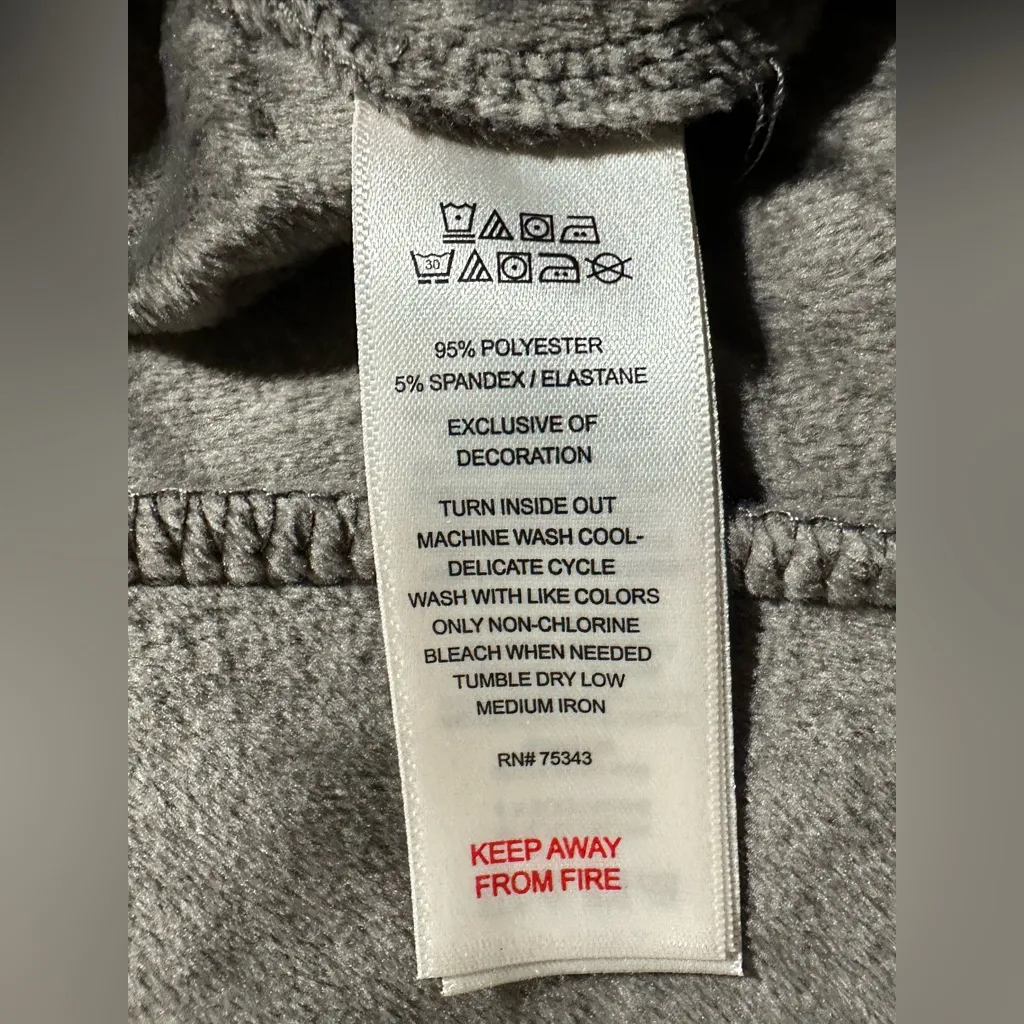 30
95% POLYESTER
5% SPANDEX / ELASTANE
EXCLUSIVE OF
DECORATION
TURN INSIDE OUT
MACHINE WASH COOL-
DELICATE CYCLE
WASH WITH LIKE COLORS
ONLY NON-CHLORINE
BLEACH WHEN NEEDED
TUMBLE DRY LOW
MEDIUM IRON
RN# 75343
KEEP AWAY
FROM FIRE